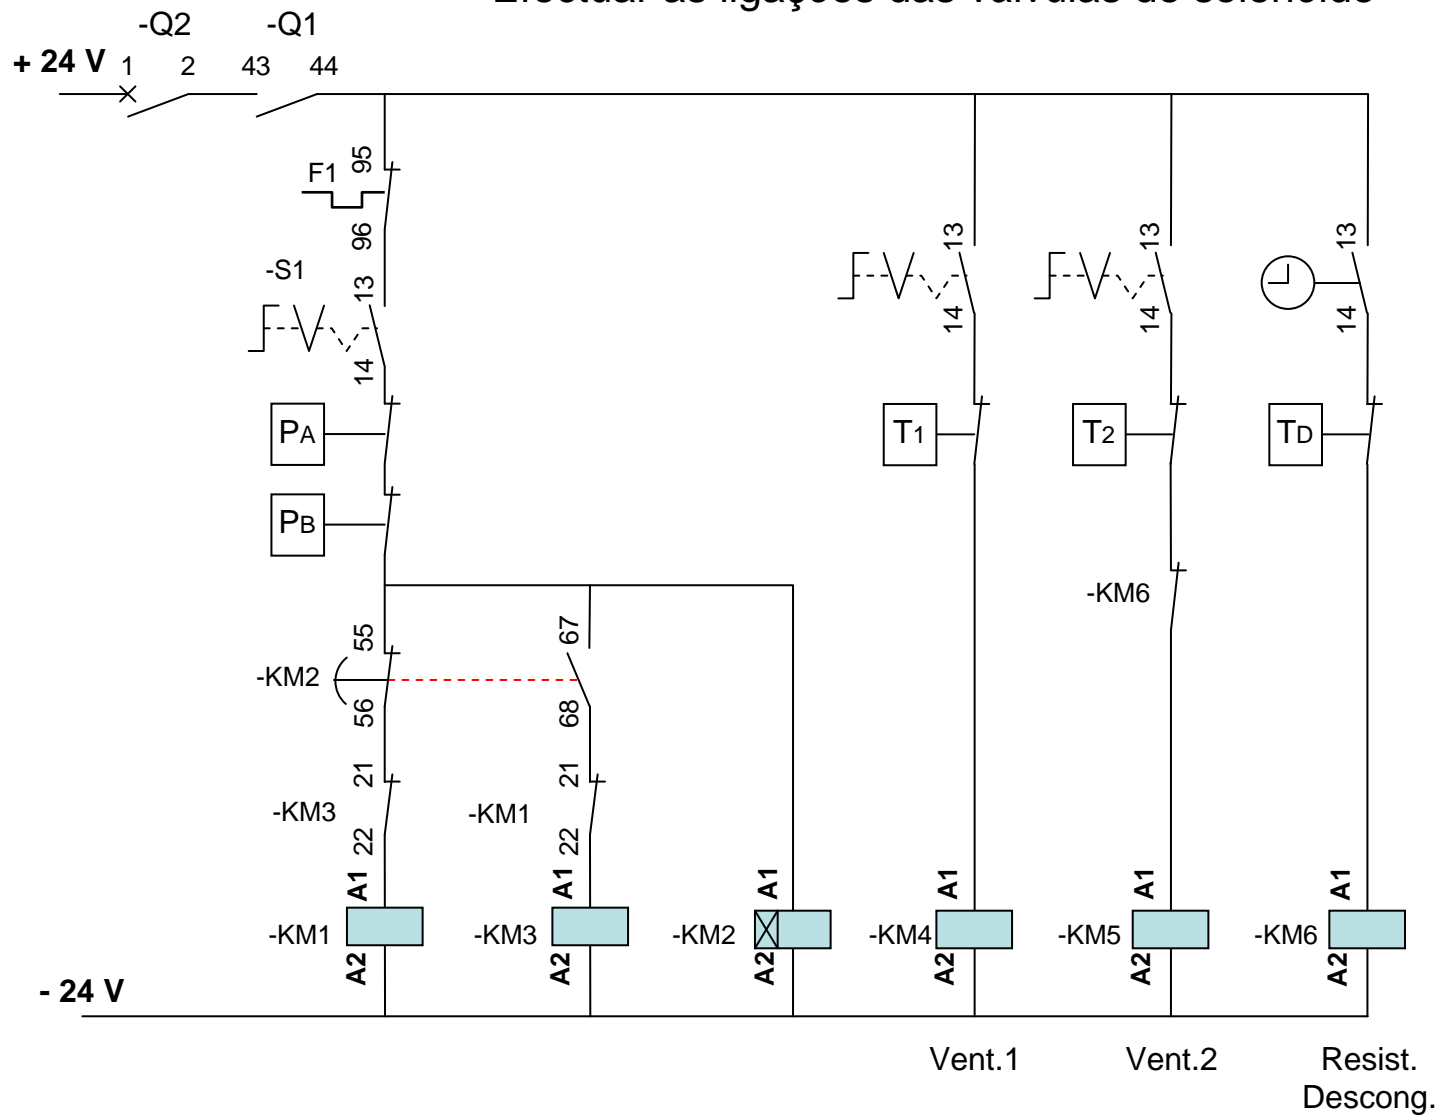 Efectuar as ligações das válvulas de solenóide
-Q2 -Q1
+ 24 V 1 2 43 44
F1 95
96
-S1 13
14
13
14
13
14
13
14
PA
T1
T2
TD
PB
-KM6
55
67
-KM2
56
68
21
21
-KM3
-KM1
22
22
A1 A1 A1 A1 A1 A1
-KM1 -KM3 -KM2 -KM4 -KM5 -KM6
A2 A2 A2 A2 A2 A2
- 24 V
Vent.1 Vent.2 Resist.
Descong.